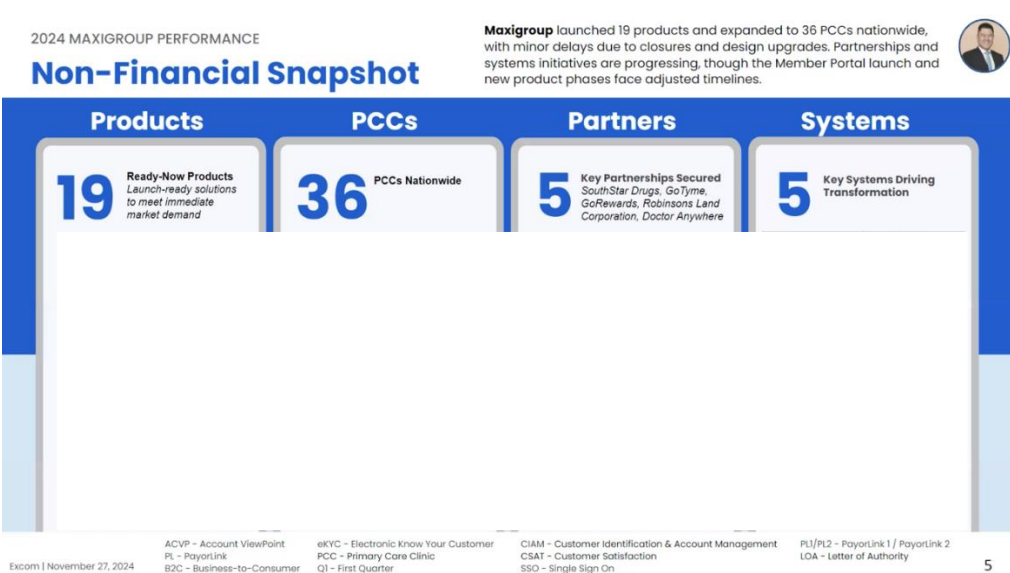 2024 MAXIGROUP PERFORMANCE
Non-Financial Snapshot
Maxigroup launched 19 products and expanded to 36 PCCs nationwide,
with minor delays due to closures and design upgrades. Partnerships and
systems initiatives are progressing, though the Member Portal launch and
new product phases face adjusted timelines.
Products
19
Ready-Now Products
Launch-ready solutions
to meet immediate
market demand
PCCs
36
PCCs Nationwide
Partners
5
Key Partnerships Secured
SouthStar Drugs, GoTyme,
GoRewards, Robinsons Land
Corporation, Doctor Anywhere
Systems
5
Key Systems Driving
Transformation
Excom | November 27, 2024
ACVP - Account ViewPoint
PL - PayorLink
B2C - Business-to-Consumer
eKYC - Electronic Know Your Customer
PCC - Primary Care Clinic
Q1 - First Quarter
CIAM - Customer Identification & Account Management
CSAT - Customer Satisfaction
SSO - Single Sign On
PL1/PL2 - PayorLink 1 / PayorLink 2
LOA - Letter of Authority
5